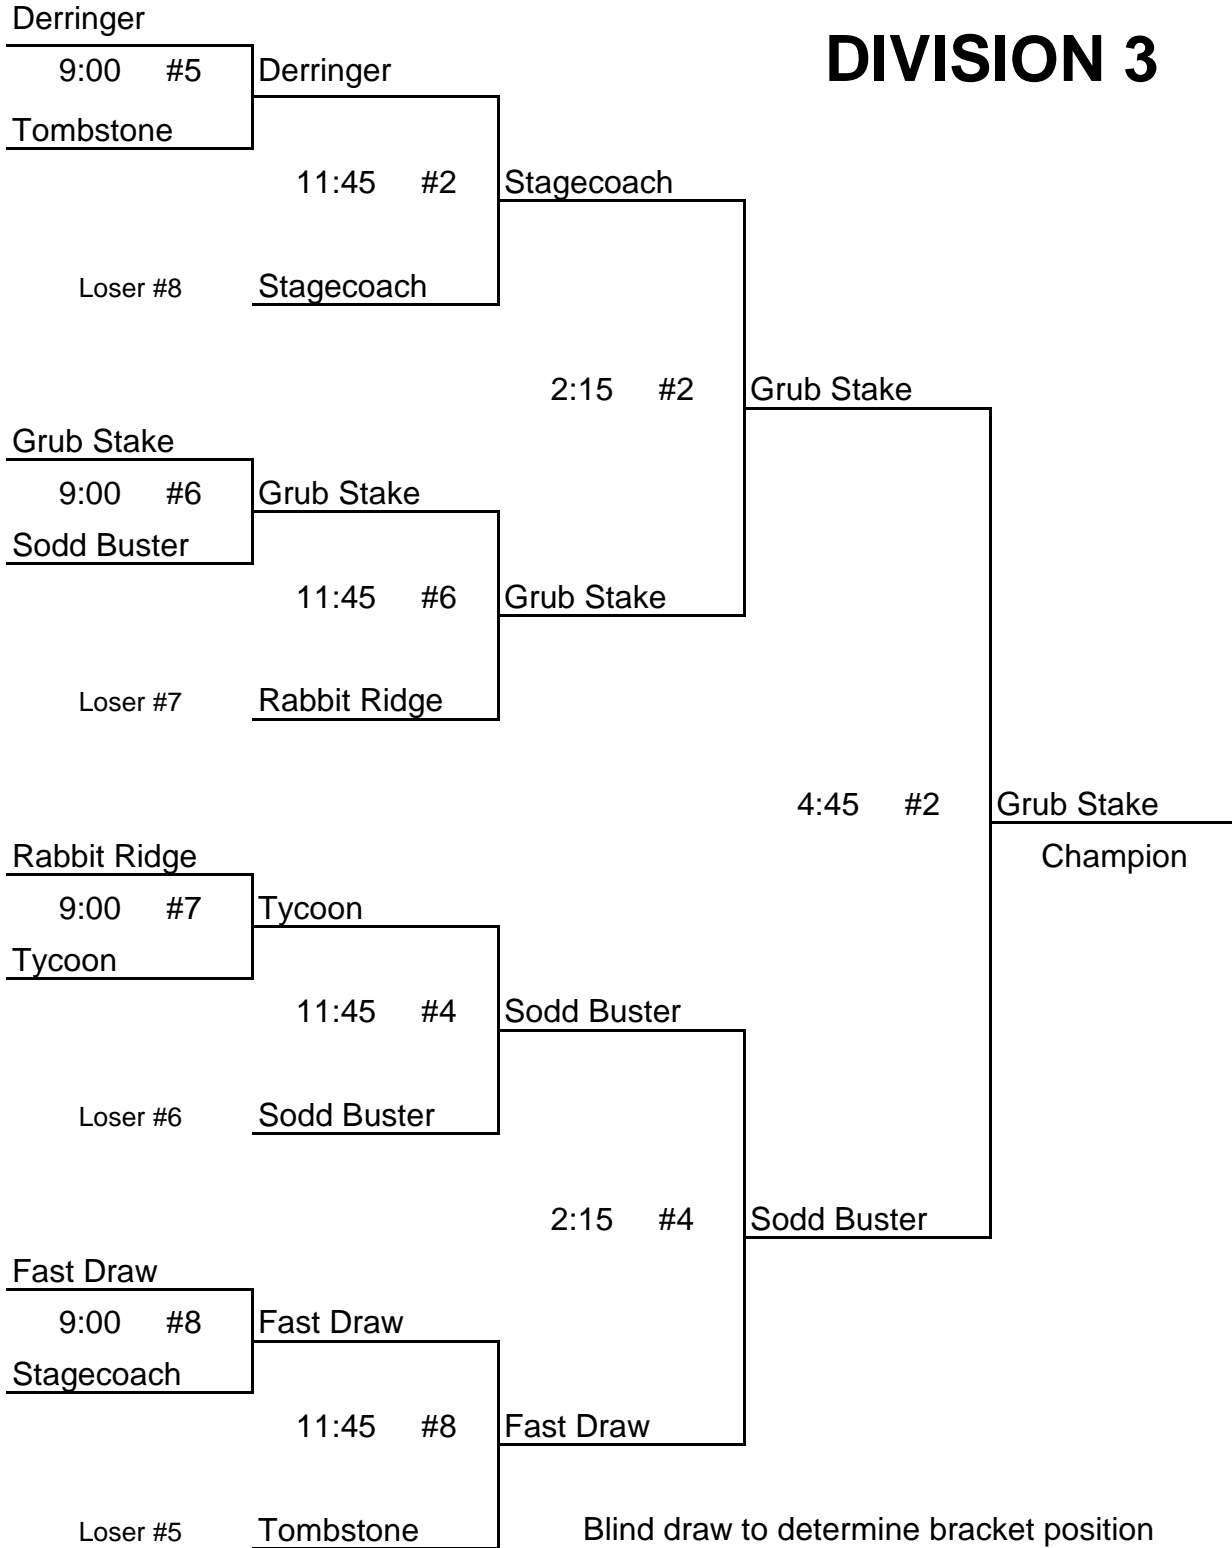 Derringer
DIVISION 3
9:00 #5 Derringer
Tombstone
11:45 #2 Stagecoach
Loser #8 Stagecoach
2:15 #2 Grub Stake
Grub Stake
9:00 #6 Grub Stake
Sodd Buster
11:45 #6 Grub Stake
Loser #7 Rabbit Ridge
4:45 #2 Grub Stake
Rabbit Ridge Champion
9:00 #7 Tycoon
Tycoon
11:45 #4 Sodd Buster
Loser #6 Sodd Buster
2:15 #4 Sodd Buster
Fast Draw
9:00 #8 Fast Draw
Stagecoach
11:45 #8 Fast Draw
Loser #5 Tombstone Blind draw to determine bracket position